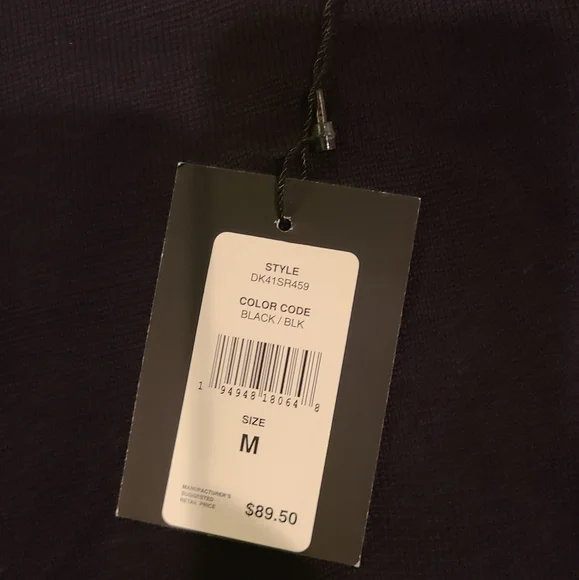 STYLE
DK41SR459
COLOR CODE
BLACK / BLK
1 94948 18064 8
SIZE
M
MANUFACTURER'S
SUGGESTED
RETAIL PRICE
$89.50